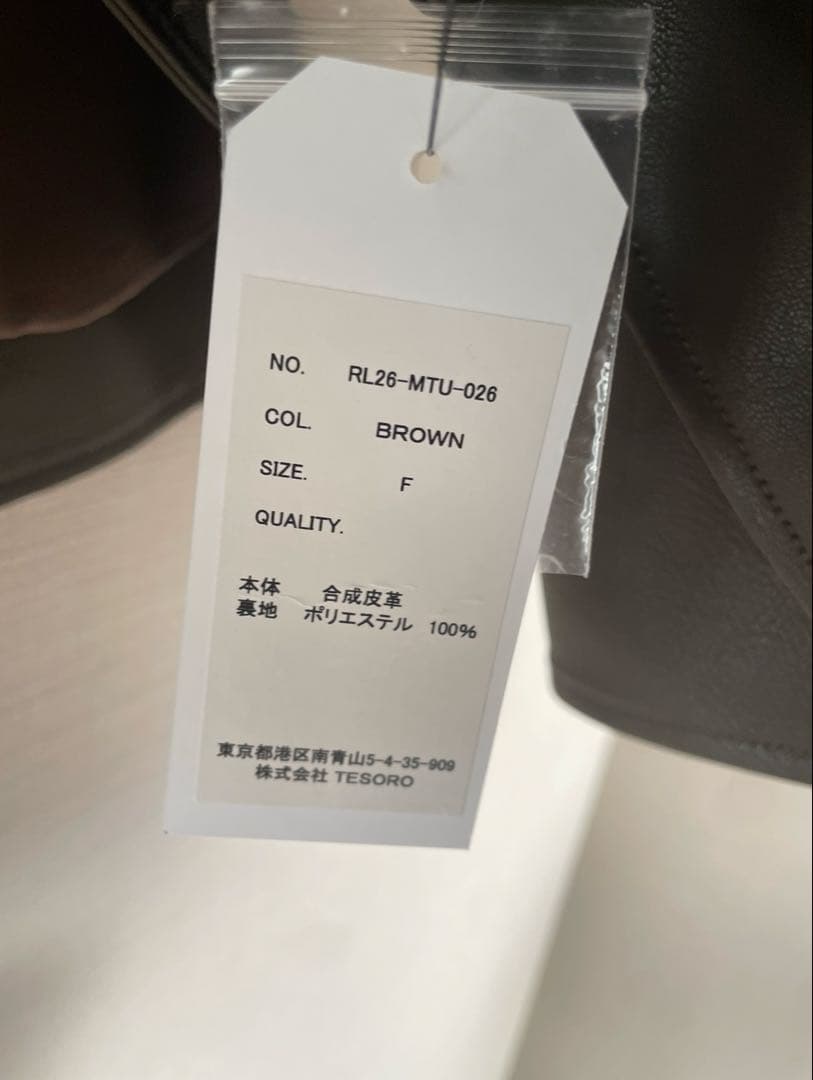 NO. RL26-MTU-026
COL. BROWN
SIZE. F
QUALITY.
本体 合成皮革
裏地 ポリエステル 100%
東京都港区南青山5-4-35-909
株式会社 TESORO